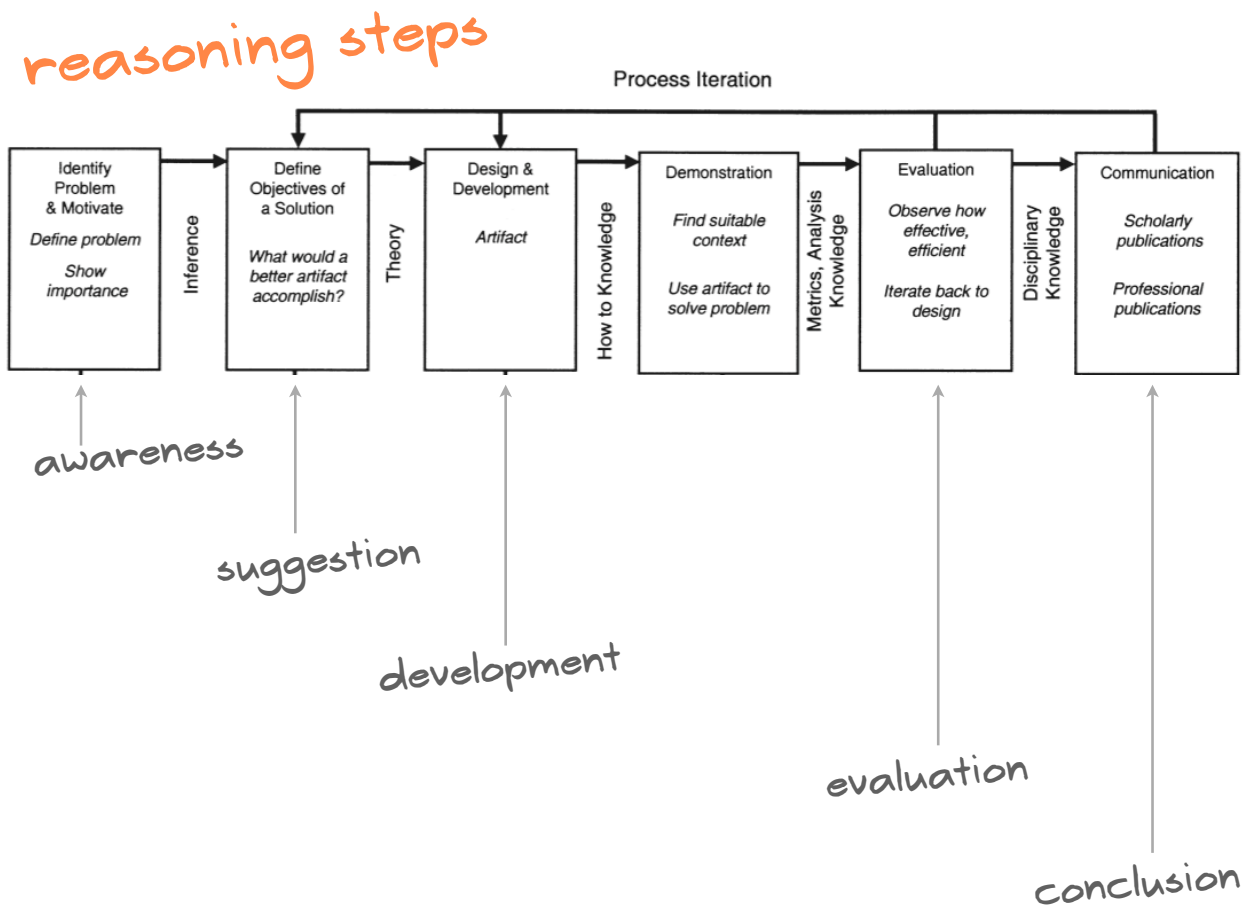 reasoning steps
Process Iteration
Identify
Problem
& Motivate
Define problem
Show
importance
Inference
Define
Objectives of
a Solution
What would a
better artifact
accomplish?
Theory
Design &
Development
Artifact
How to Knowledge
Demonstration
Find suitable
context
Use artifact to
solve problem
Metrics, Analysis
Knowledge
Evaluation
Observe how
effective,
efficient
Iterate back to
design
Disciplinary
Knowledge
Communication
Scholarly
publications
Professional
publications
awareness
suggestion
development
evaluation
conclusion